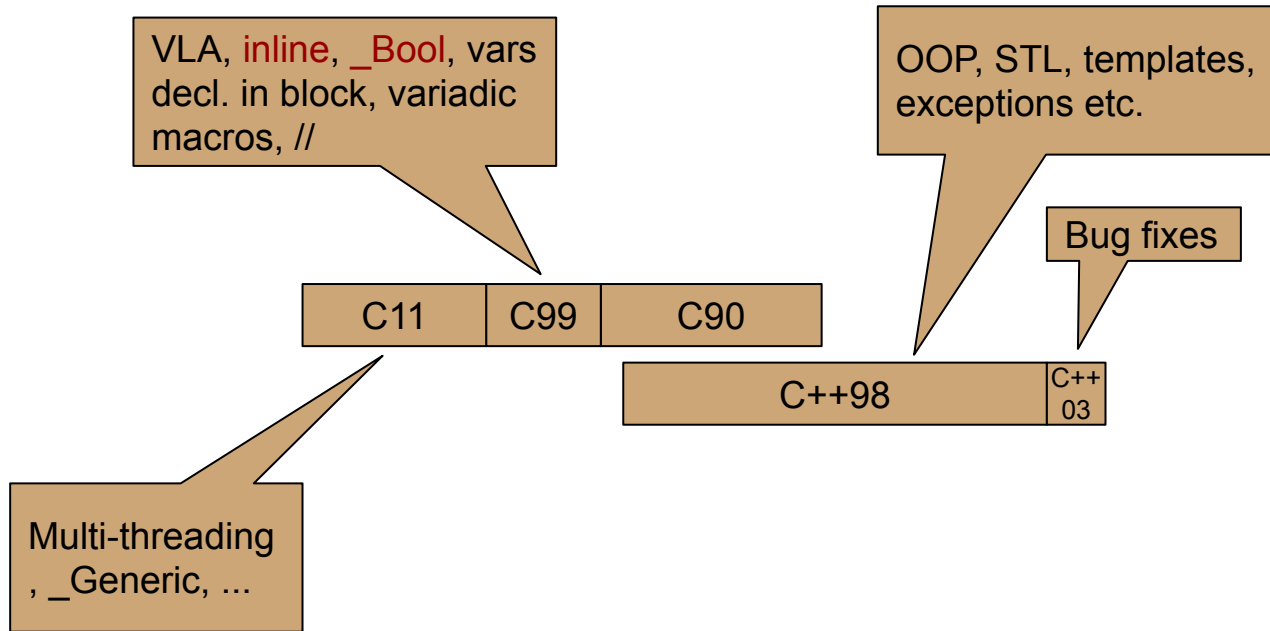 VLA, inline, _Bool, vars
decl. in block, variadic
macros, //
OOP, STL, templates,
exceptions etc.
Bug fixes
C11
C99
C90
C++98
C++
03
Multi-threading
, _Generic, ...